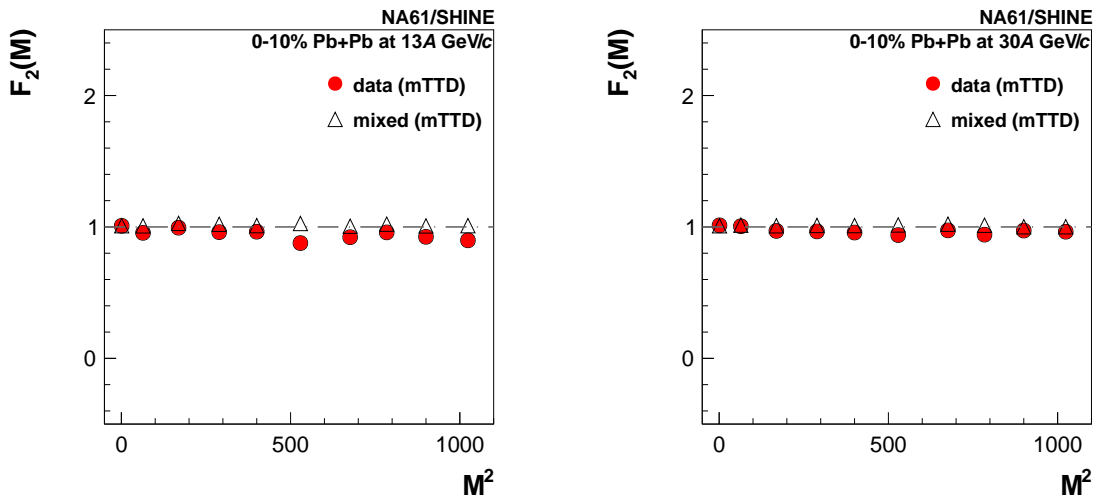 NA61/SHINE
0-10% Pb+Pb at 13A GeV/c
F2(M)
data (mTTD)
mixed (mTTD)
2
1
0
0 500 1000
M²
NA61/SHINE
0-10% Pb+Pb at 30A GeV/c
F2(M)
data (mTTD)
mixed (mTTD)
2
1
0
0 500 1000
M²